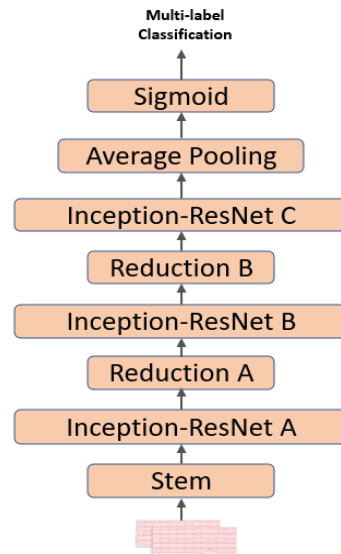 Multi-label
Classification
Sigmoid
Average Pooling
Inception-ResNet C
Reduction B
Inception-ResNet B
Reduction A
Inception-ResNet A
Stem